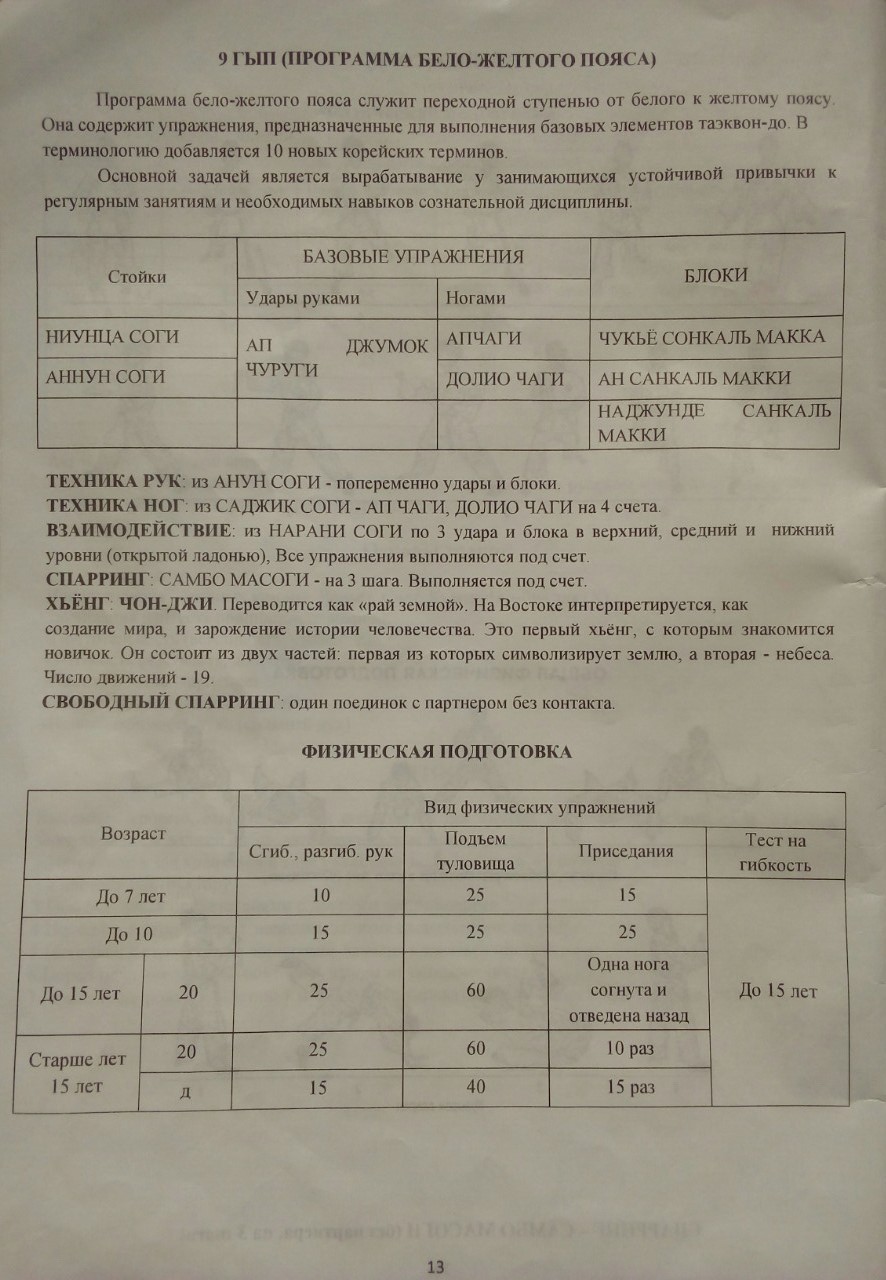 9 ГЫП (ПРОГРАММА БЕЛО-ЖЕЛТОГО ПОЯСА)
Программа бело-желтого пояса служит переходной ступенью от белого к желтому поясу.
Она содержит упражнения, предназначенные для выполнения базовых элементов таэквон-до. В
терминологию добавляется 10 новых корейских терминов.
Основной задачей является вырабатывание у занимающихся устойчивой привычки к
регулярным занятиям и необходимых навыков сознательной дисциплины.
Стойки
БАЗОВЫЕ УПРАЖНЕНИЯ
БЛОКИ
Удары руками
Ногами
НИУНЦА СОГИ
АП ДЖУМОК
ЧУРУГИ
АПЧАГИ
ЧУКЬЁ СОНКАЛЬ МАККА
АННУН СОГИ
ДОЛИО ЧАГИ
АН САНКАЛЬ МАККИ
НАДЖУНДЕ САНКАЛЬ
МАККИ
ТЕХНИКА РУК: из АНУН СОГИ - попеременно удары и блоки.
ТЕХНИКА НОГ: из САДЖИК СОГИ - АП ЧАГИ, ДОЛИО ЧАГИ на 4 счета.
ВЗАИМОДЕЙСТВИЕ: из НАРАНИ СОГИ по 3 удара и блока в верхний, средний и нижний
уровни (открытой ладонью), Все упражнения выполняются под счет.
СПАРРИНГ: САМБО МАСОГИ - на 3 шага. Выполняется под счет.
ХЬЁНГ: ЧОН-ДЖИ. Переводится как «рай земной». На Востоке интерпретируется, как
создание мира, и зарождение истории человечества. Это первый хьёнг, с которым знакомится
новичок. Он состоит из двух частей: первая из которых символизирует землю, а вторая - небеса.
Число движений - 19.
СВОБОДНЫЙ СПАРРИНГ: один поединок с партнером без контакта.
ФИЗИЧЕСКАЯ ПОДГОТОВКА
Возраст
Вид физических упражнений
Сгиб., разгиб. рук
Подъем
туловища
Приседания
Тест на
гибкость
До 7 лет
10
25
15
До 10
15
25
25
До 15 лет
20
25
60
Одна нога
согнута и
отведена назад
До 15 лет
Старше лет
15 лет
20
25
60
10 раз
д
15
40
15 раз
13